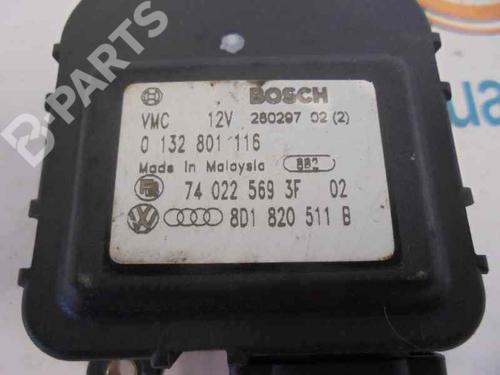 B-PARTS
BOSCH
VMC 12V 280297 02 (2)
0 132 801 116
Made in Malaysia 882
74 022 569 3F 02
8D1 820 511 B